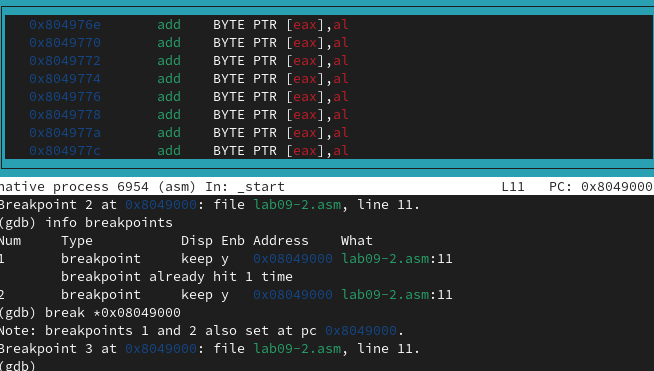 0x804976e add BYTE PTR [eax],al
0x8049770 add BYTE PTR [eax],al
0x8049772 add BYTE PTR [eax],al
0x8049774 add BYTE PTR [eax],al
0x8049776 add BYTE PTR [eax],al
0x8049778 add BYTE PTR [eax],al
0x804977a add BYTE PTR [eax],al
0x804977c add BYTE PTR [eax],al
native process 6954 (asm) In: _start L11 PC: 0x8049000
Breakpoint 2 at 0x8049000: file lab09-2.asm, line 11.
(gdb) info breakpoints
Num Type Disp Enb Address What
1 breakpoint keep y 0x08049000 lab09-2.asm:11
breakpoint already hit 1 time
2 breakpoint keep y 0x08049000 lab09-2.asm:11
(gdb) break *0x08049000
Note: breakpoints 1 and 2 also set at pc 0x8049000.
Breakpoint 3 at 0x8049000: file lab09-2.asm, line 11.
(gdb)